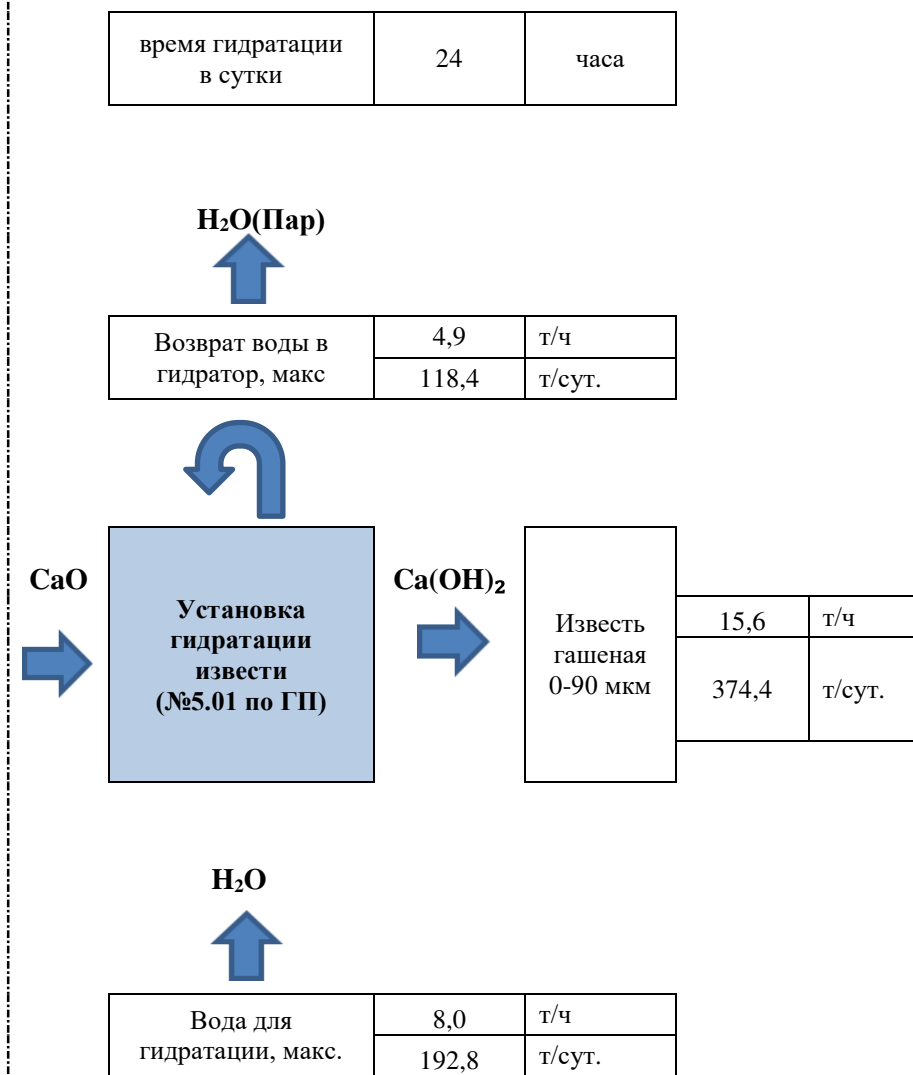 время гидратации
в сутки
24
часа
H₂O(Пар)
Возврат воды в
гидратор, макс
4,9
т/ч
118,4
т/сут.
CaO
Установка
гидратации
извести
(№5.01 по ГП)
Ca(OH)₂
Известь
гашеная
0-90 мкм
15,6
т/ч
374,4
т/сут.
H₂O
Вода для
гидратации, макс.
8,0
т/ч
192,8
т/сут.